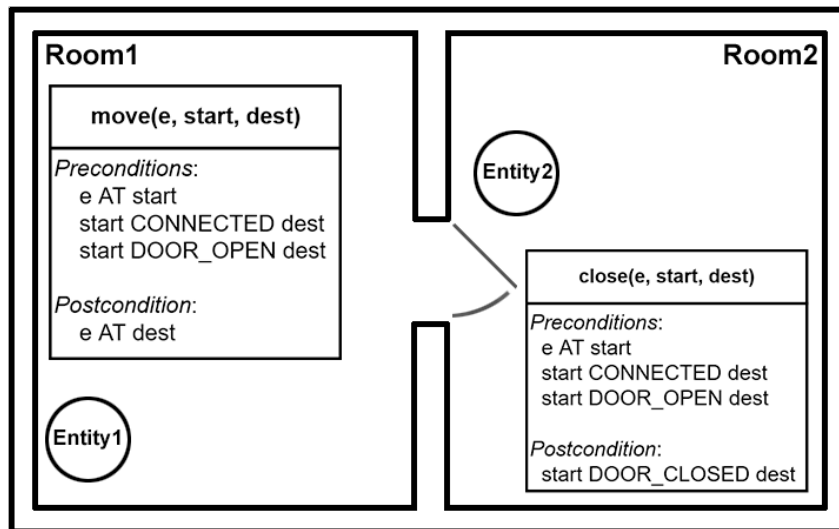 Room1
move(e, start, dest)
Preconditions:
e AT start
start CONNECTED dest
start DOOR_OPEN dest
Postcondition:
e AT dest
Entity1
Room2
Entity2
close(e, start, dest)
Preconditions:
e AT start
start CONNECTED dest
start DOOR_OPEN dest
Postcondition:
start DOOR_CLOSED dest